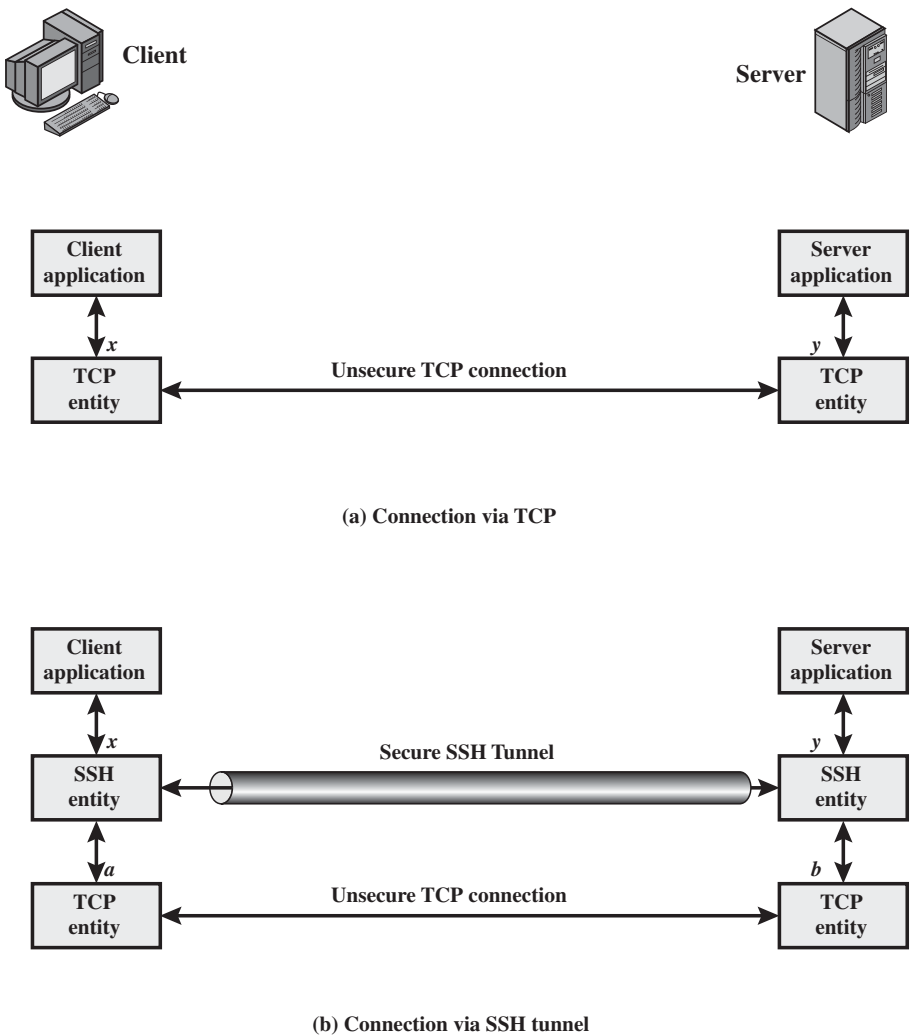 Client
Server
Client
application
Server
application
x
y
TCP
entity
Unsecure TCP connection
TCP
entity
(a) Connection via TCP
Client
application
Server
application
x
y
SSH
entity
Secure SSH Tunnel
SSH
entity
a
b
TCP
entity
Unsecure TCP connection
TCP
entity
(b) Connection via SSH tunnel